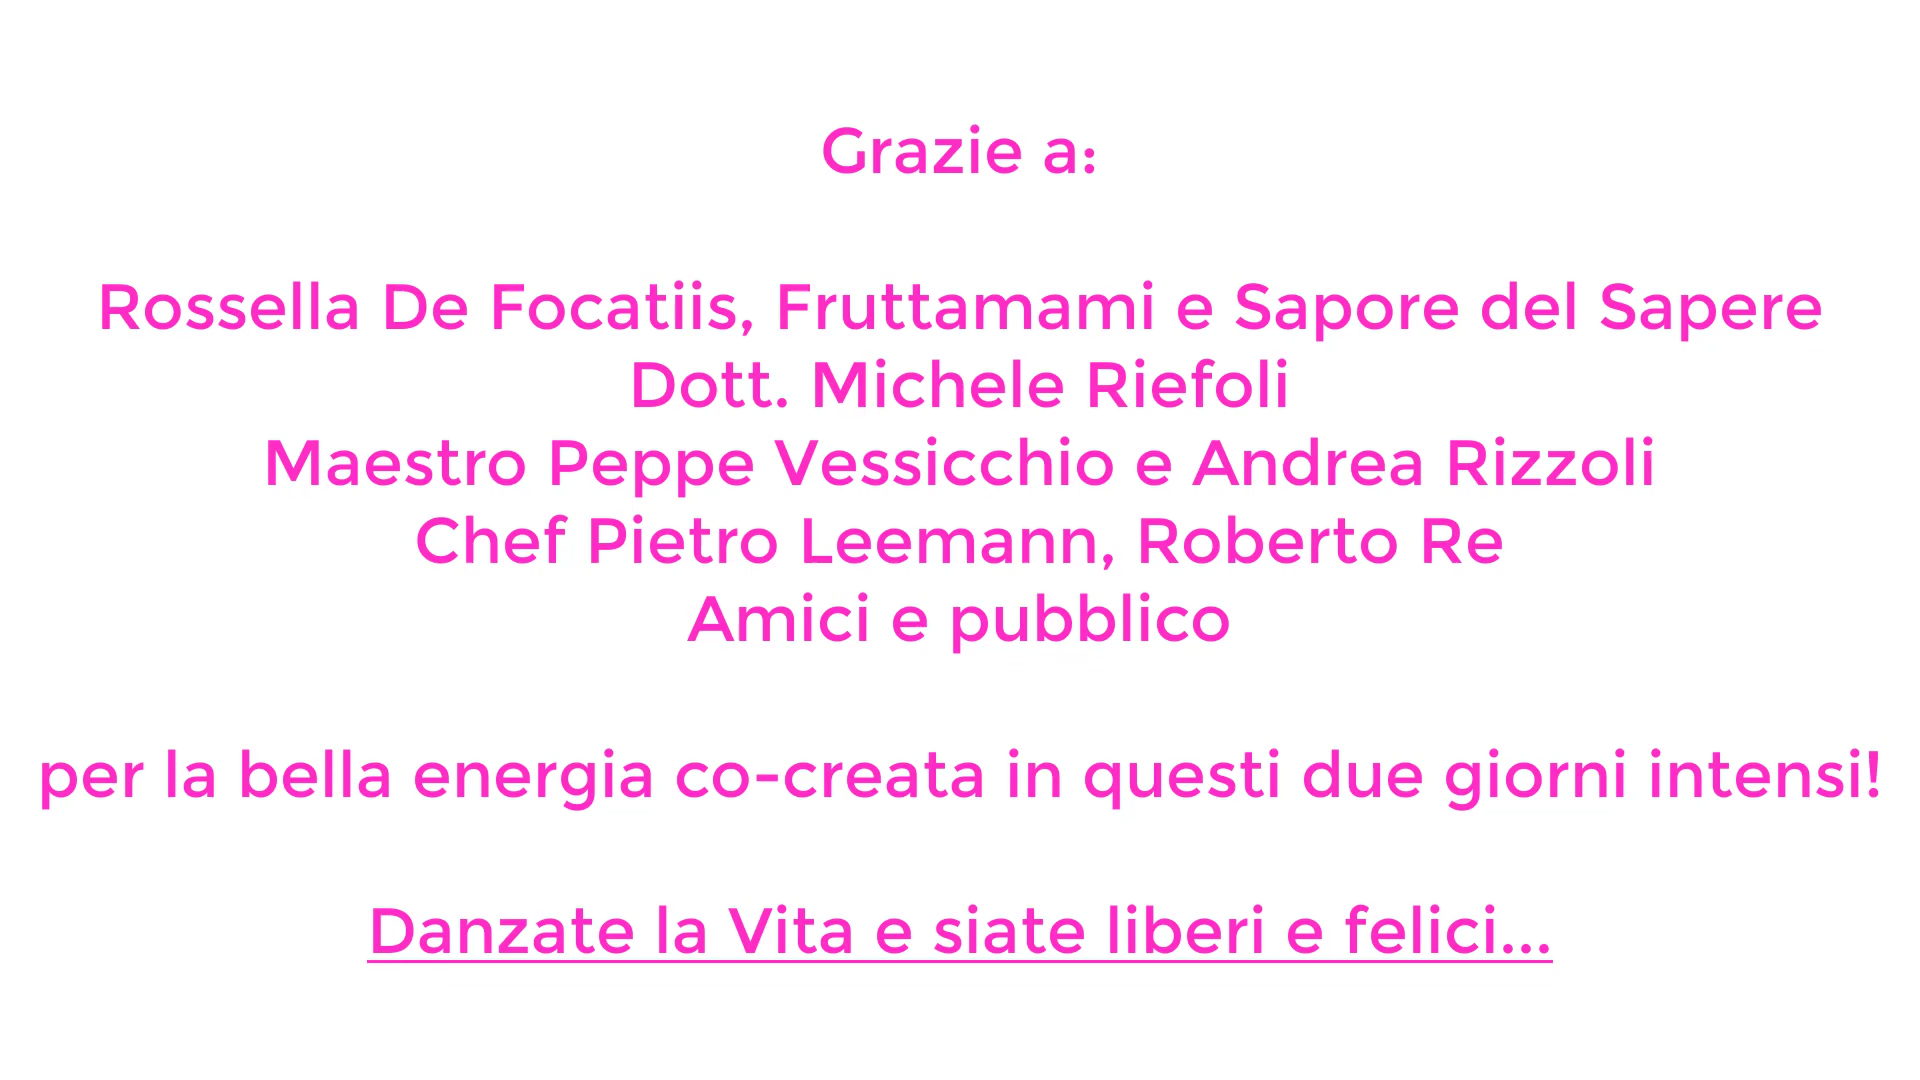 Grazie a:
Rossella De Focatiis, Fruttamami e Sapore del Sapere
Dott. Michele Riefoli
Maestro Peppe Vessicchio e Andrea Rizzoli
Chef Pietro Leemann, Roberto Re
Amici e pubblico
per la bella energia co-creata in questi due giorni intensi!
Danzate la Vita e siate liberi e felici...